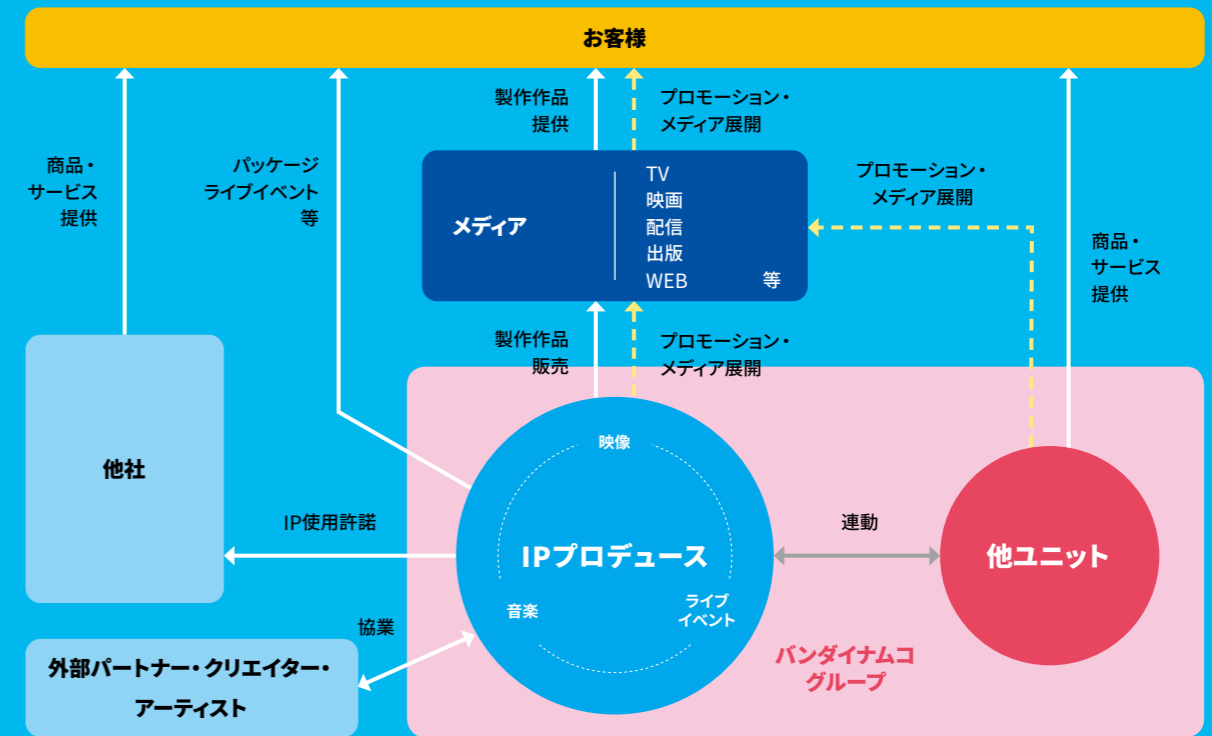 お客様
製作作品
提供
プロモーション・
メディア展開
商品・
サービス
提供
パッケージ
ライブイベント
等
メディア
TV
映画
配信
出版
WEB 等
プロモーション・
メディア展開
商品・
サービス
提供
製作作品
販売
プロモーション・
メディア展開
他社
映像
IP使用許諾
IPプロデュース
連動
他ユニット
音楽
ライブ
イベント
協業
外部パートナー・クリエイター・
アーティスト
バンダイナムコ
グループ